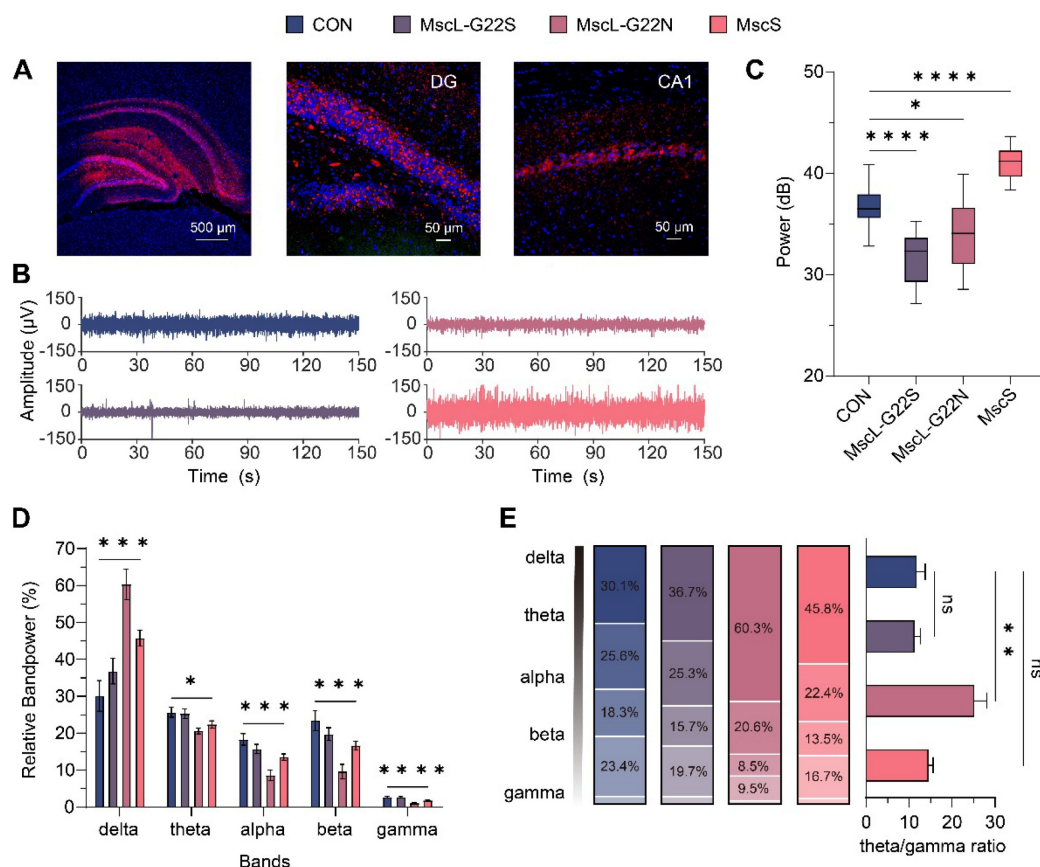 CON MscL-G22S MscL-G22N MscS
A
DG
CA1
500 µm
50 µm
50 µm
B
Amplitude (µV)
150
0
-150
0 30 60 90 120 150
150
0
-150
0 30 60 90 120 150
150
0
-150
0 30 60 90 120 150
Time (s)
150
0
-150
0 30 60 90 120 150
Time (s)
C
Power (dB)
50
40
30
20
* * * *
*
* * * *
CON
MscL-G22S
MscL-G22N
MscS
D
Relative Bandpower (%)
70
60
50
40
30
20
10
0
* * *
*
* * *
* * *
* * * *
delta theta alpha beta gamma
Bands
E
delta
theta
alpha
beta
gamma
30.1%
25.6%
18.3%
23.4%
36.7%
25.3%
15.7%
19.7%
60.3%
20.6%
8.5%
9.5%
45.8%
22.4%
13.5%
16.7%
ns
* *
ns
0 10 20 30
theta/gamma ratio